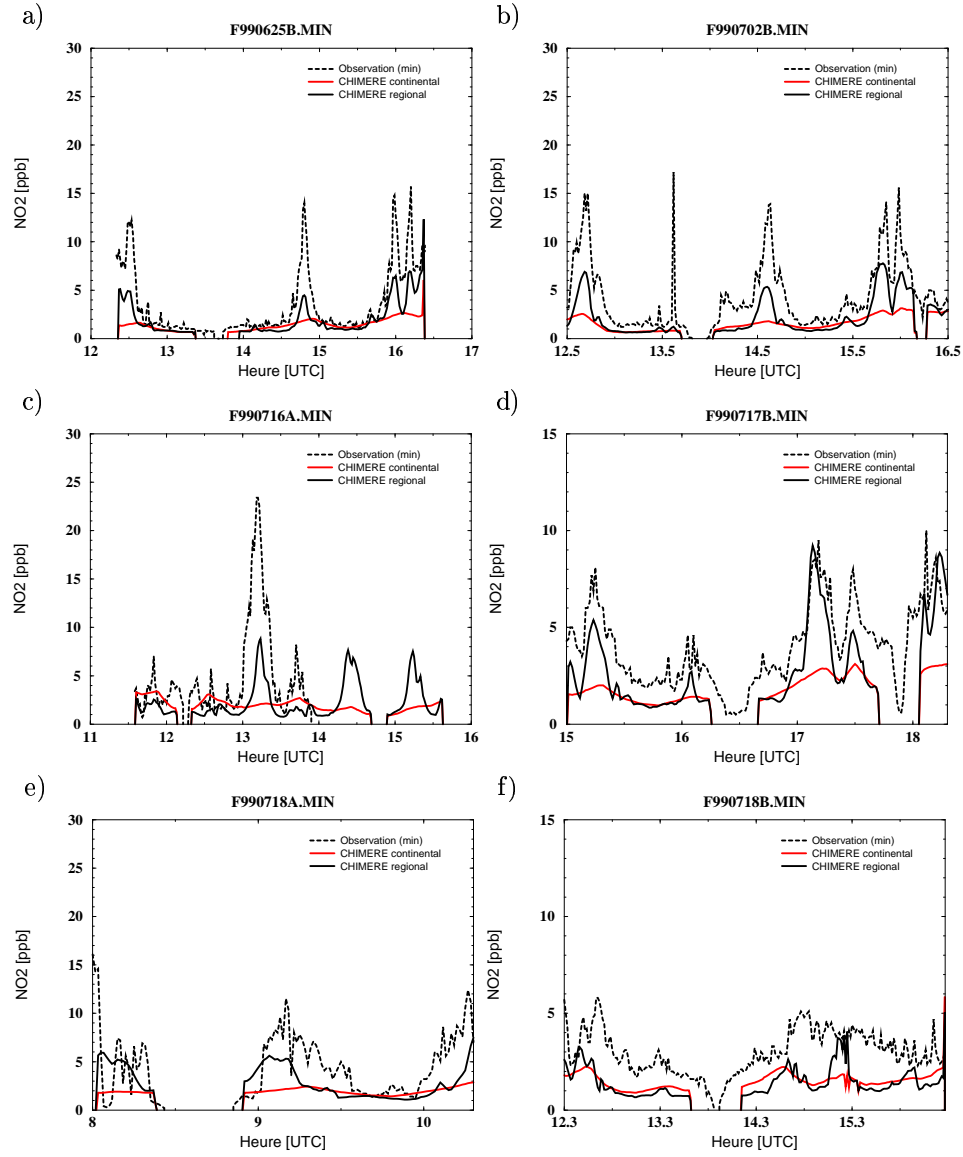 a)
F990625B.MIN
30
25
20
15
10
5
0
NO2 [ppb]
Observation (min)
CHIMERE continental
CHIMERE regional
12 13 14 15 16 17
Heure [UTC]
b)
F990702B.MIN
30
25
20
15
10
5
0
NO2 [ppb]
Observation (min)
CHIMERE continental
CHIMERE regional
12.5 13.5 14.5 15.5 16.5
Heure [UTC]
c)
F990716A.MIN
30
25
20
15
10
5
0
NO2 [ppb]
Observation (min)
CHIMERE continental
CHIMERE regional
11 12 13 14 15 16
Heure [UTC]
d)
F990717B.MIN
15
10
5
0
NO2 [ppb]
Observation (min)
CHIMERE continental
CHIMERE regional
15 16 17 18
Heure [UTC]
e)
F990718A.MIN
30
25
20
15
10
5
0
NO2 [ppb]
Observation (min)
CHIMERE continental
CHIMERE regional
8 9 10
Heure [UTC]
f)
F990718B.MIN
15
10
5
0
NO2 [ppb]
Observation (min)
CHIMERE continental
CHIMERE regional
12.3 13.3 14.3 15.3
Heure [UTC]